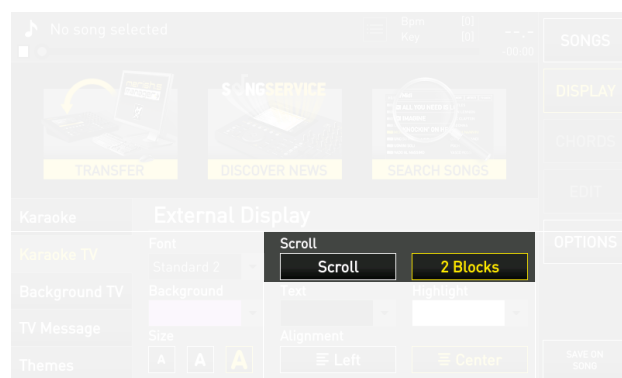 No song selected
Bpm [0]
Key [0]
--.-
00:00
SONGS
DISPLAY
CHORDS
EDIT
OPTIONS
SAVE ON
SONG
SONGSERVICE
TRANSFER
DISCOVER NEWS
SEARCH SONGS
Karaoke
Karaoke TV
Background TV
TV Message
Themes
External Display
Font
Standard 2
Scroll
Scroll
2 Blocks
Background
Text
Highlight
Size
A A A
Alignment
Left
Center